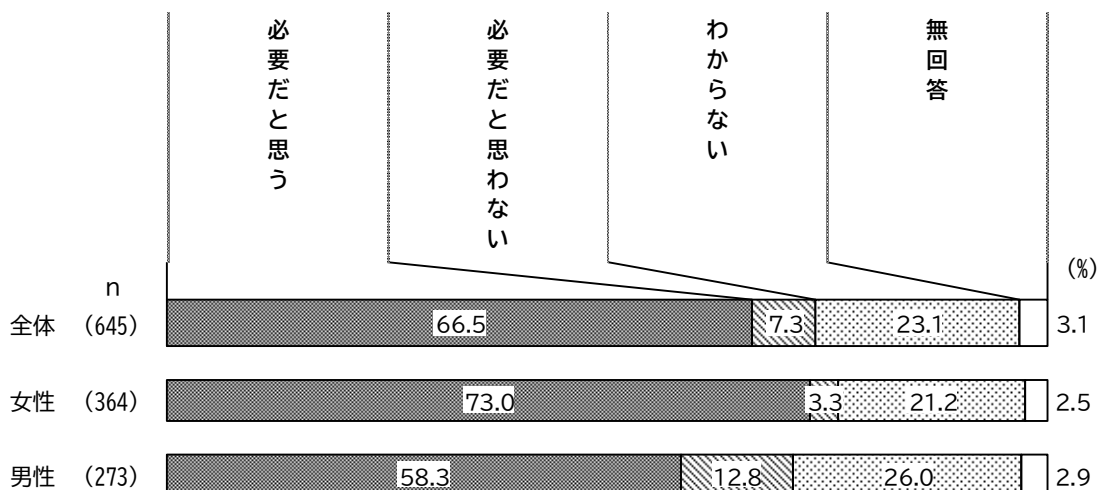 必要だと思う
必要だと思わない
わからない
無回答
(%)
n
全体 (645) 66.5 7.3 23.1 3.1
女性 (364) 73.0 3.3 21.2 2.5
男性 (273) 58.3 12.8 26.0 2.9